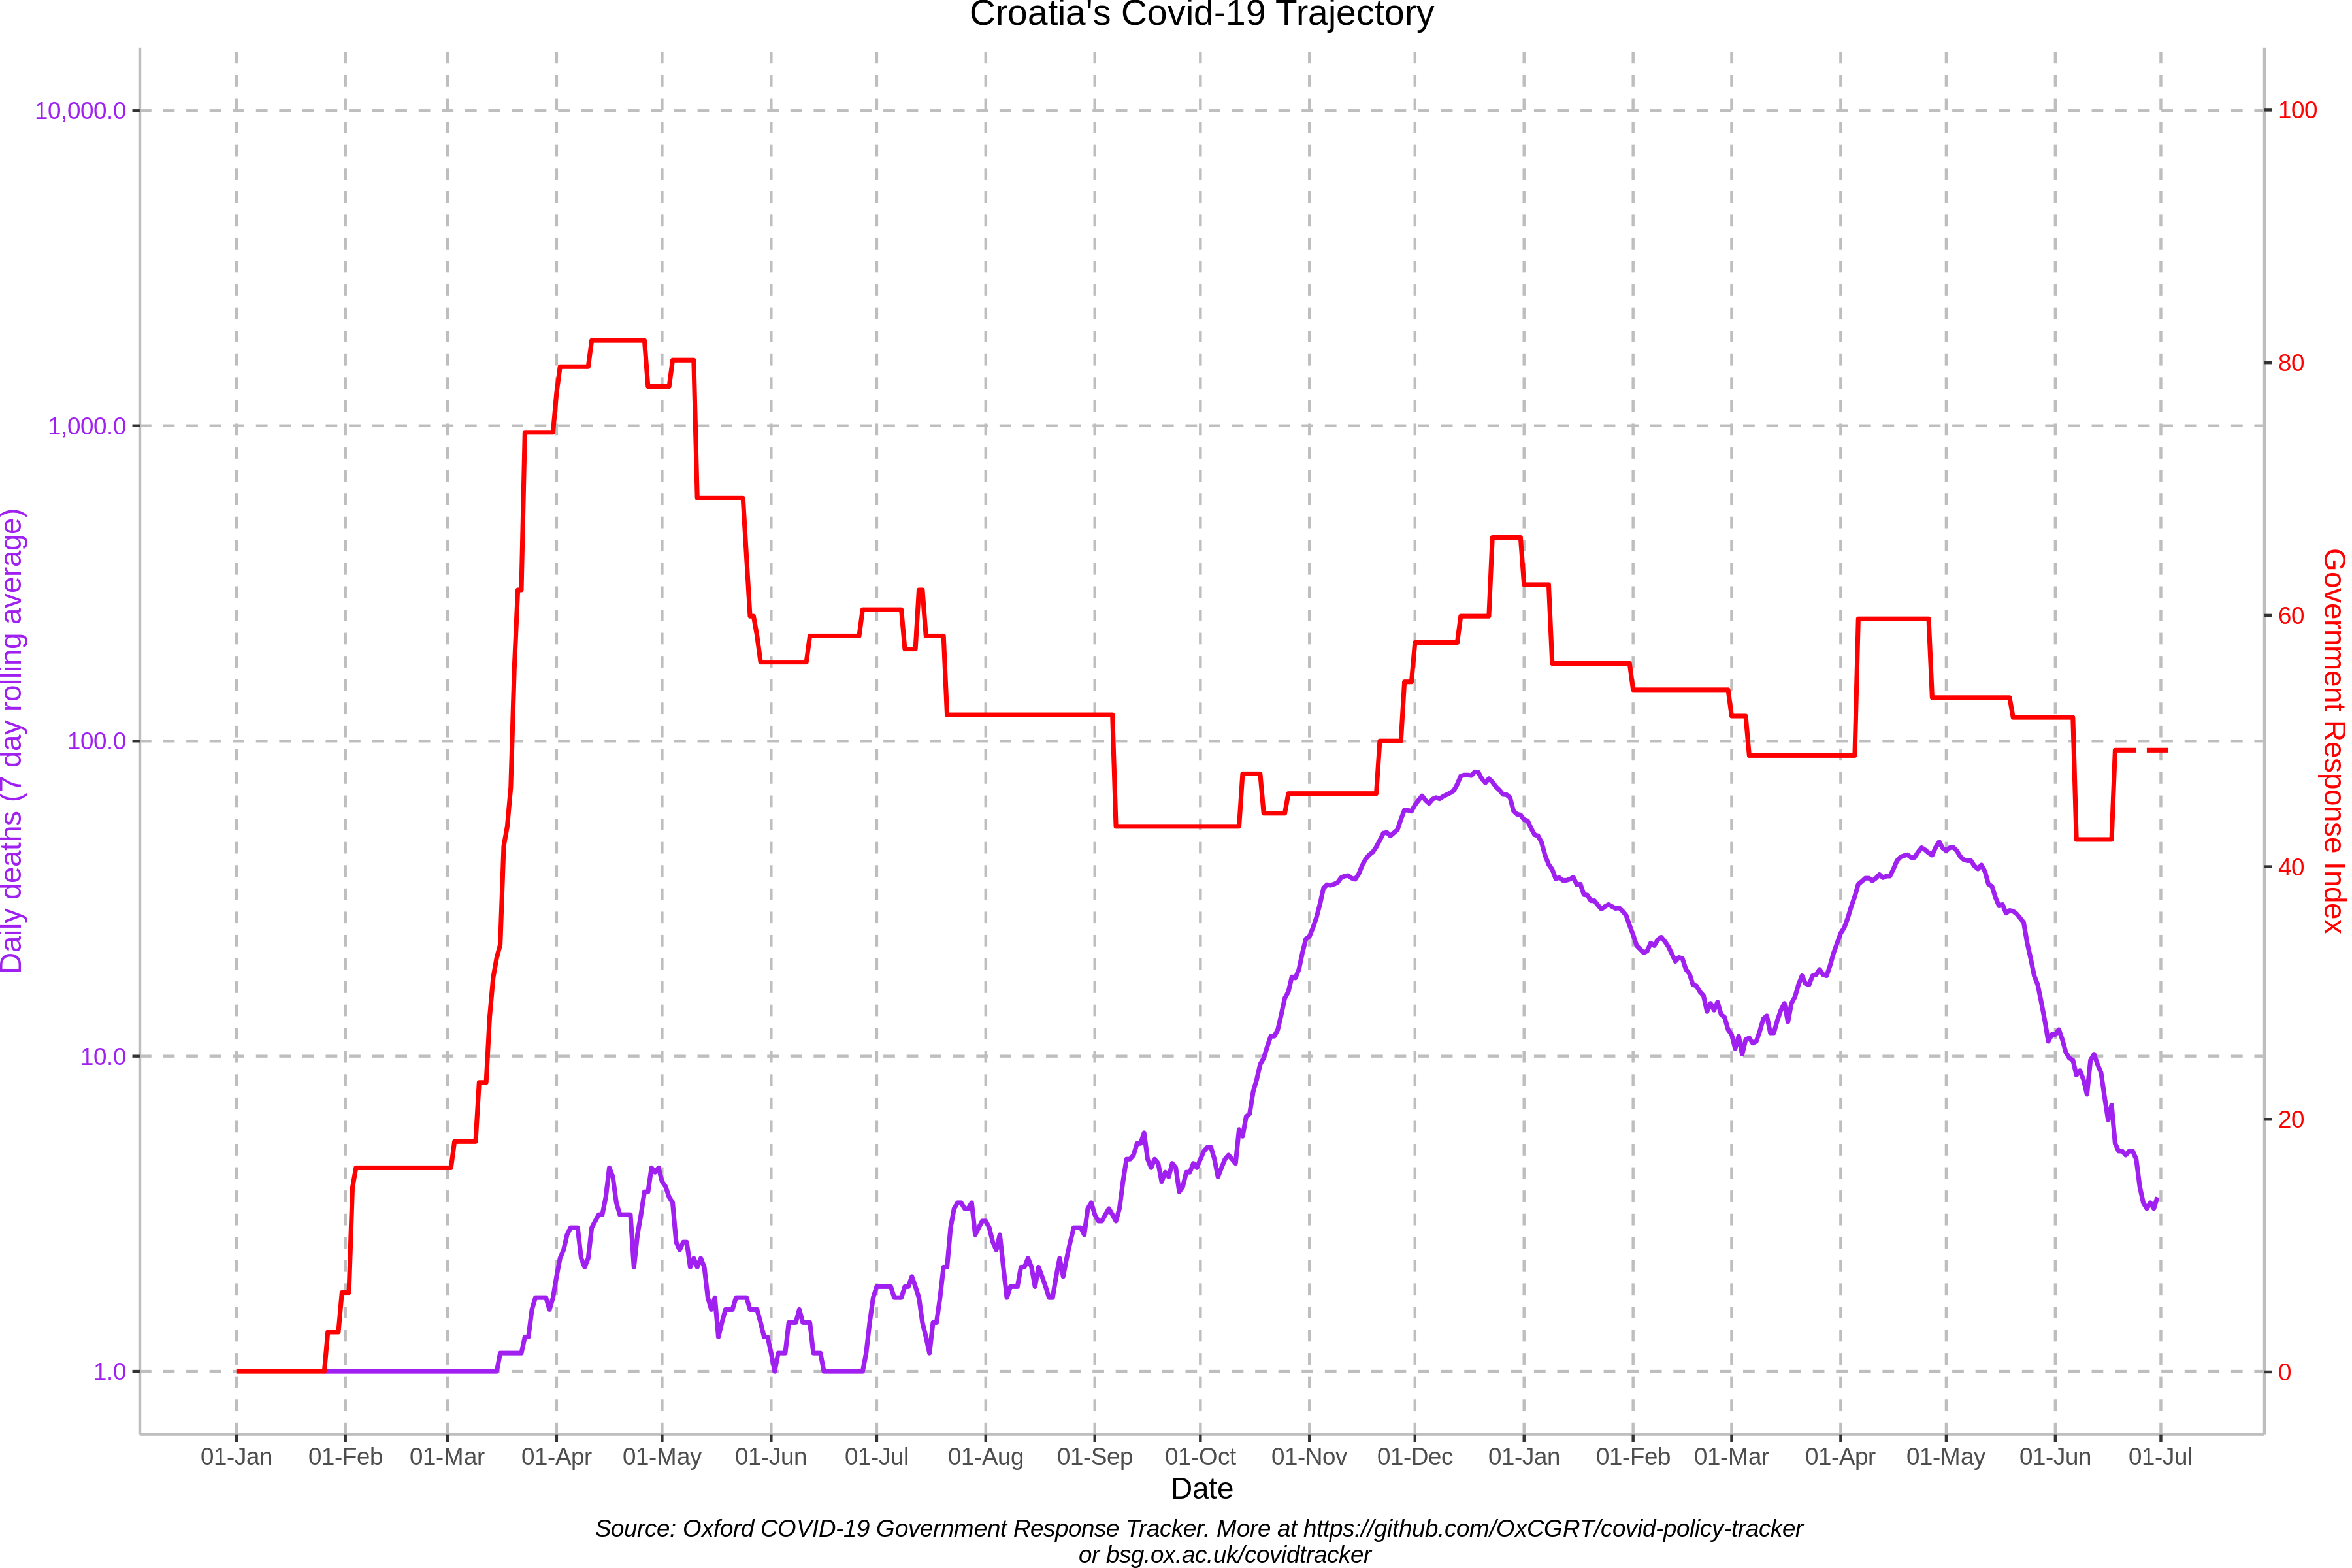 Croatia's Covid-19 Trajectory
10,000.0
1,000.0
100.0
10.0
1.0
Daily deaths (7 day rolling average)
100
80
60
40
20
0
Government Response Index
01-Jan 01-Feb 01-Mar 01-Apr 01-May 01-Jun 01-Jul 01-Aug 01-Sep 01-Oct 01-Nov 01-Dec 01-Jan 01-Feb 01-Mar 01-Apr 01-May 01-Jun 01-Jul
Date
Source: Oxford COVID-19 Government Response Tracker. More at https://github.com/OxCGRT/covid-policy-tracker
or bsg.ox.ac.uk/covidtracker